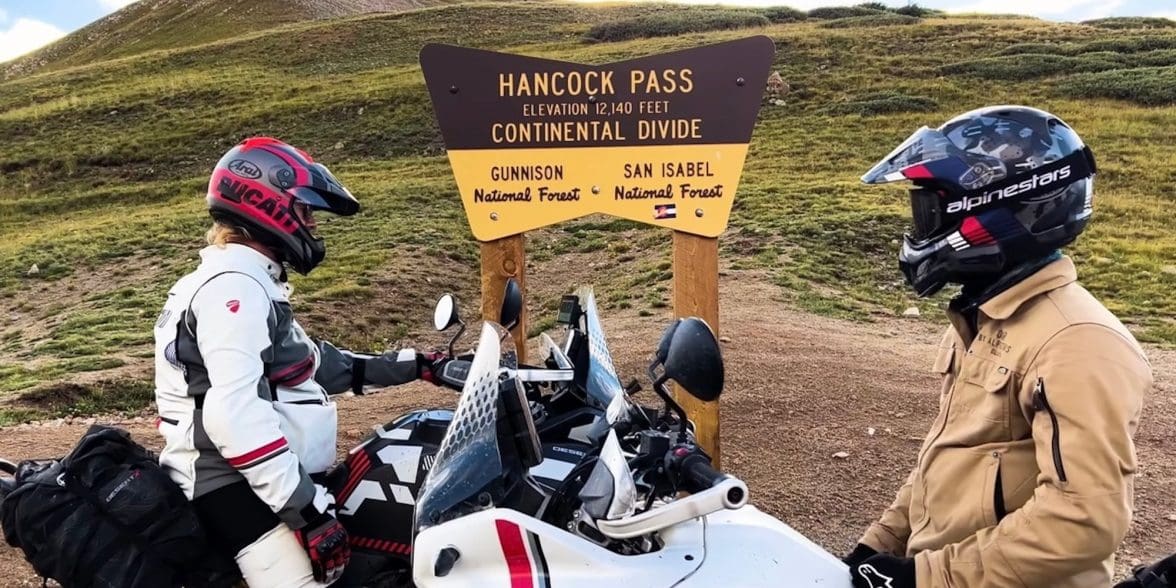 HANCOCK PASS
ELEVATION 12,140 FEET
CONTINENTAL DIVIDE
GUNNISON
National Forest
SAN ISABEL
National Forest
Arai
DUCATI
alpinestars